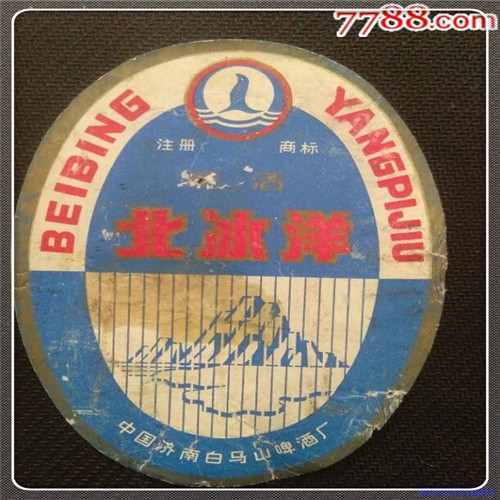 7788.com
BEIBING YANGPIJIU
注册 商标
酒
北冰洋
中国济南白马山啤酒厂